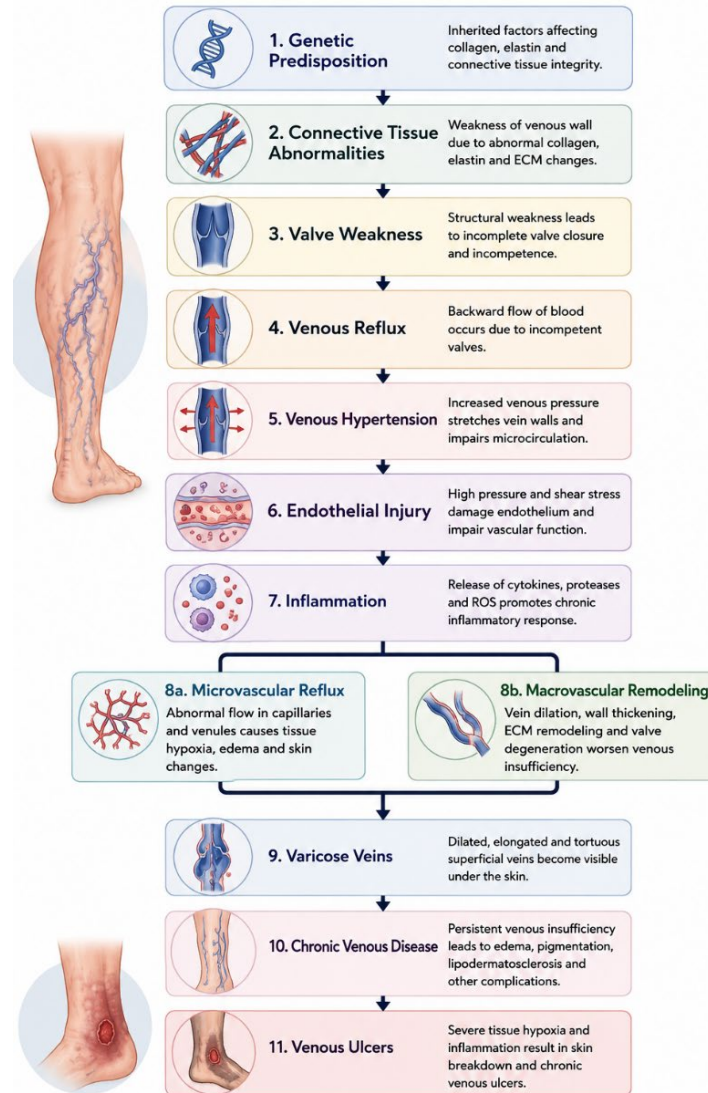 1. Genetic
Predisposition
Inherited factors affecting
collagen, elastin and
connective tissue integrity.
2. Connective Tissue
Abnormalities
Weakness of venous wall
due to abnormal collagen,
elastin and ECM changes.
3. Valve Weakness
Structural weakness leads
to incomplete valve closure
and incompetence.
4. Venous Reflux
Backward flow of blood
occurs due to incompetent
valves.
5. Venous Hypertension
Increased venous pressure
stretches vein walls and
impairs microcirculation.
6. Endothelial Injury
High pressure and shear stress
damage endothelium and
impair vascular function.
7. Inflammation
Release of cytokines, proteases
and ROS promotes chronic
inflammatory response.
8a. Microvascular Reflux
Abnormal flow in capillaries
and venules causes tissue
hypoxia, edema and skin
changes.
8b. Macrovascular Remodeling
Vein dilation, wall thickening,
ECM remodeling and valve
degeneration worsen venous
insufficiency.
9. Varicose Veins
Dilated, elongated and tortuous
superficial veins become visible
under the skin.
10. Chronic Venous Disease
Persistent venous insufficiency
leads to edema, pigmentation,
lipodermatosclerosis and
other complications.
11. Venous Ulcers
Severe tissue hypoxia and
inflammation result in skin
breakdown and chronic
venous ulcers.